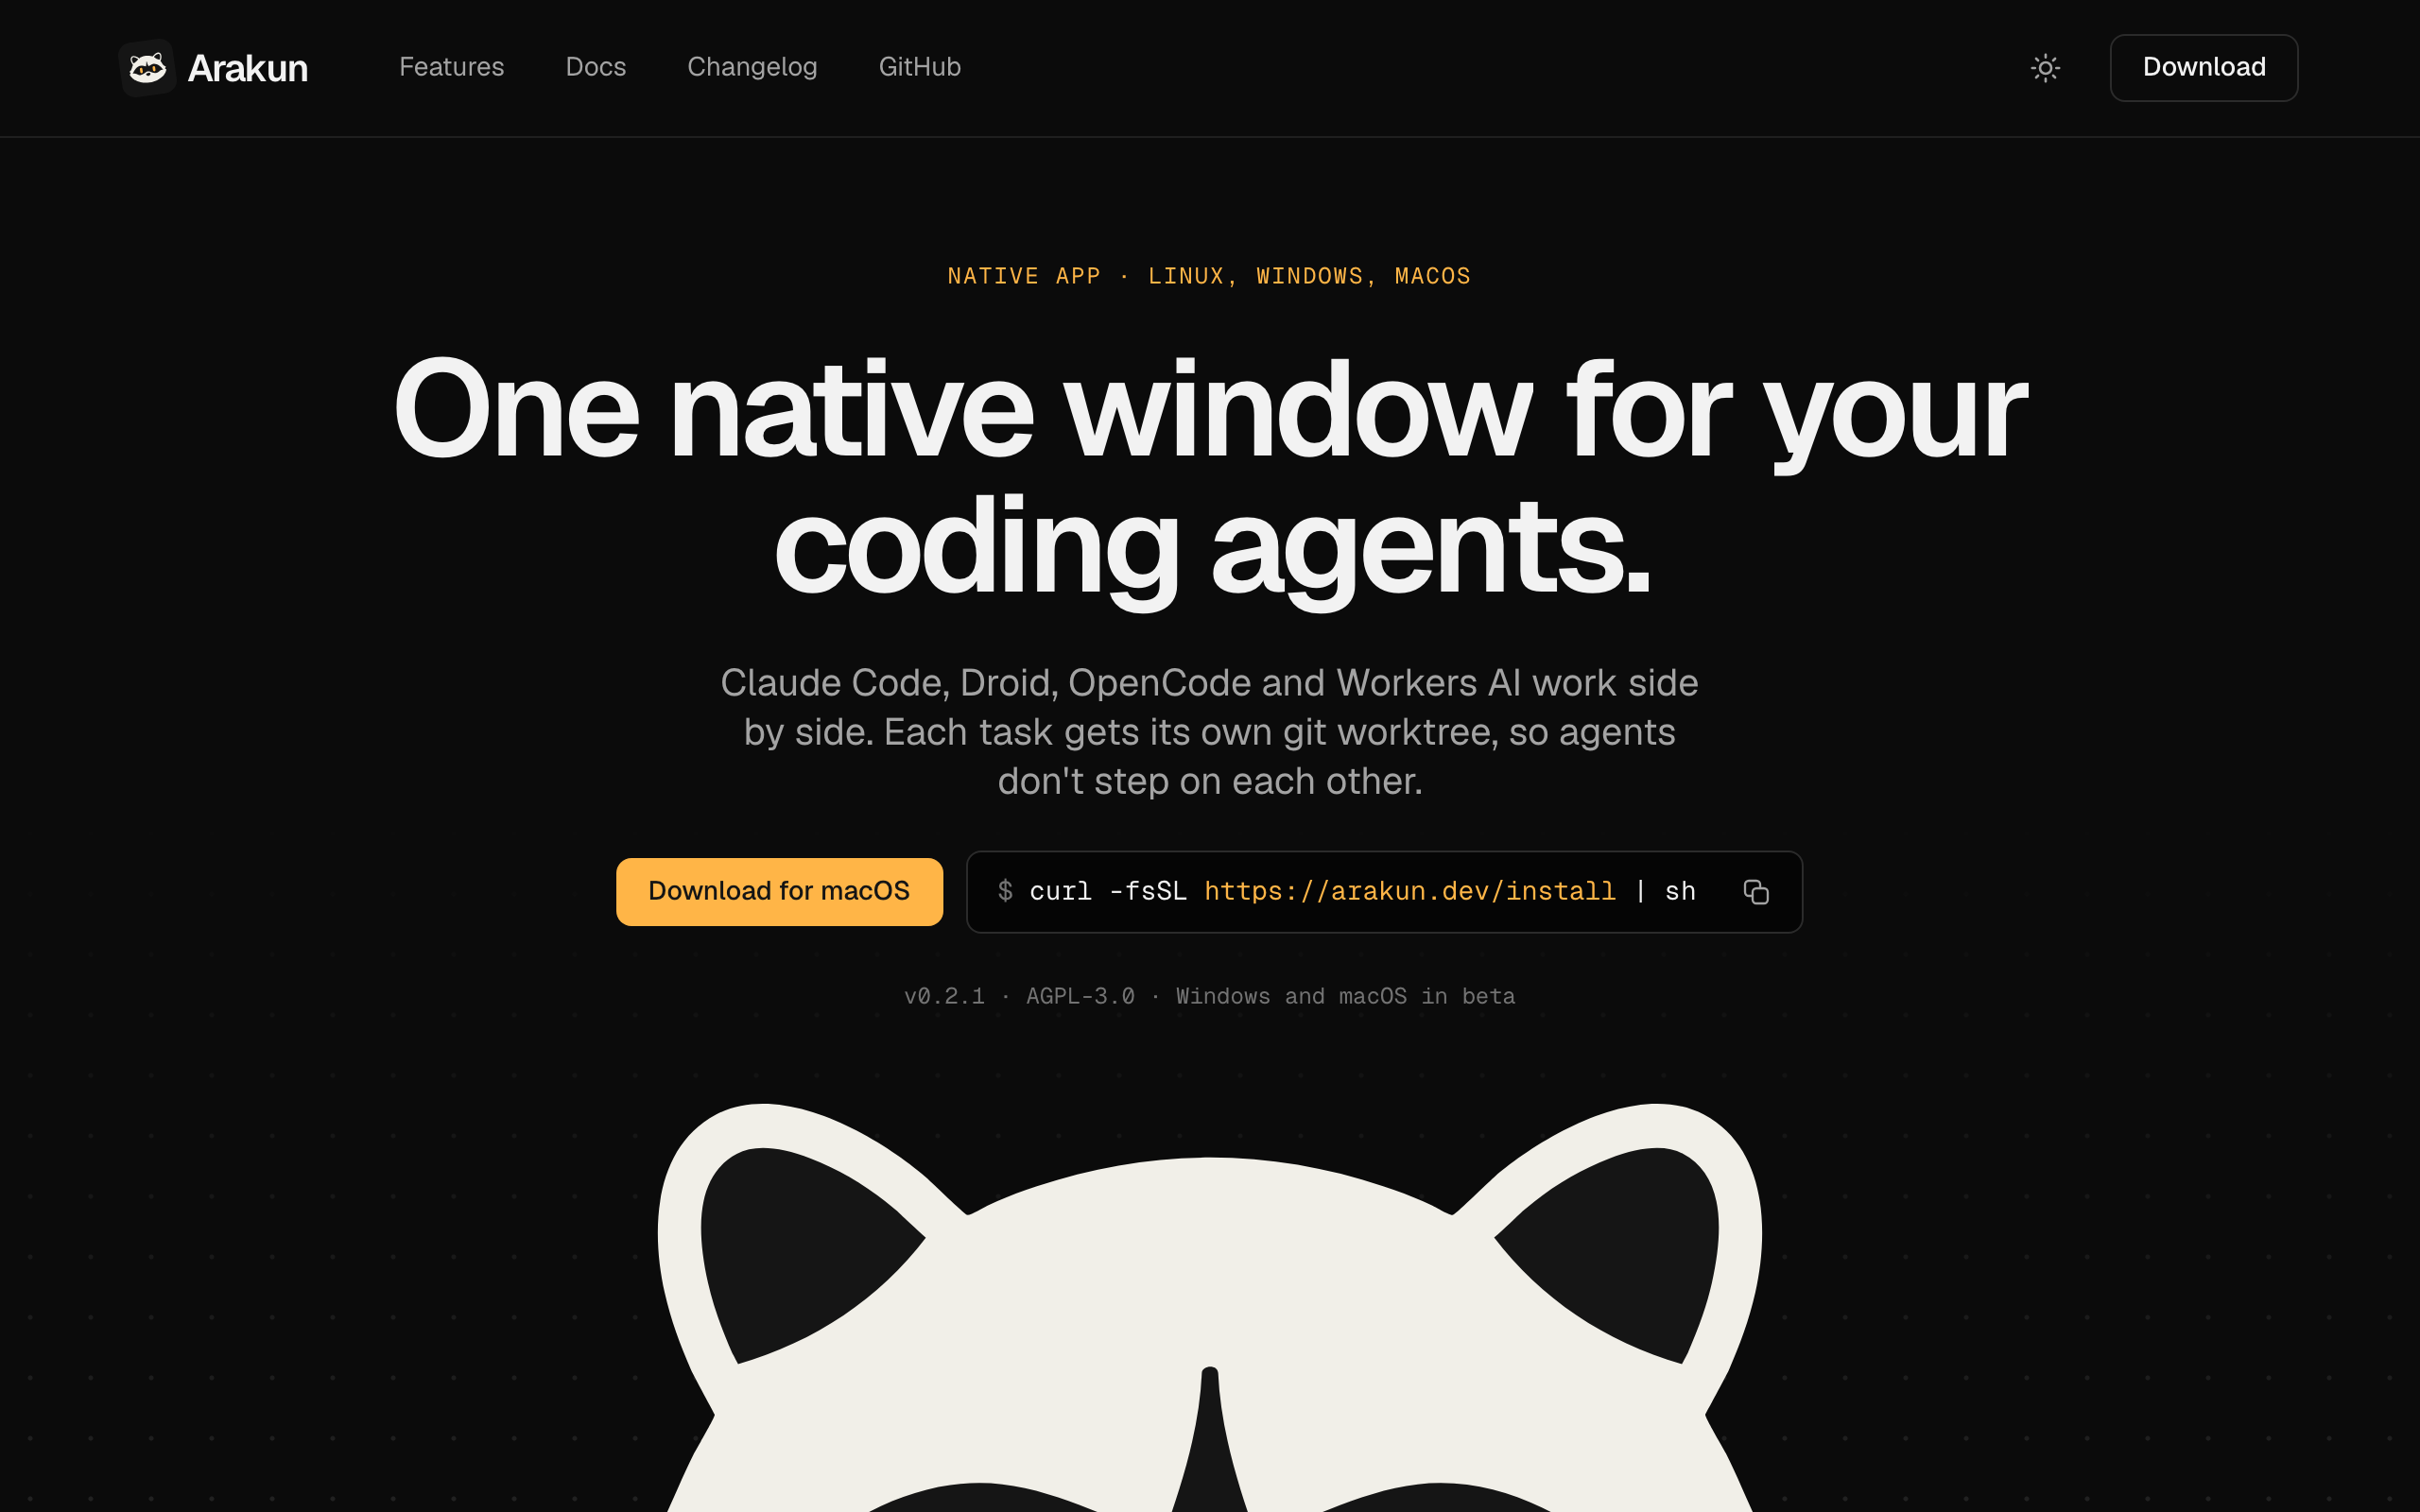 Arakun
Features
Docs
Changelog
GitHub
Download
NATIVE APP · LINUX, WINDOWS, MACOS
One native window for your
coding agents.
Claude Code, Droid, OpenCode and Workers AI work side
by side. Each task gets its own git worktree, so agents
don't step on each other.
Download for macOS
$ curl -fsSL https://arakun.dev/install | sh
v0.2.1 · AGPL-3.0 · Windows and macOS in beta